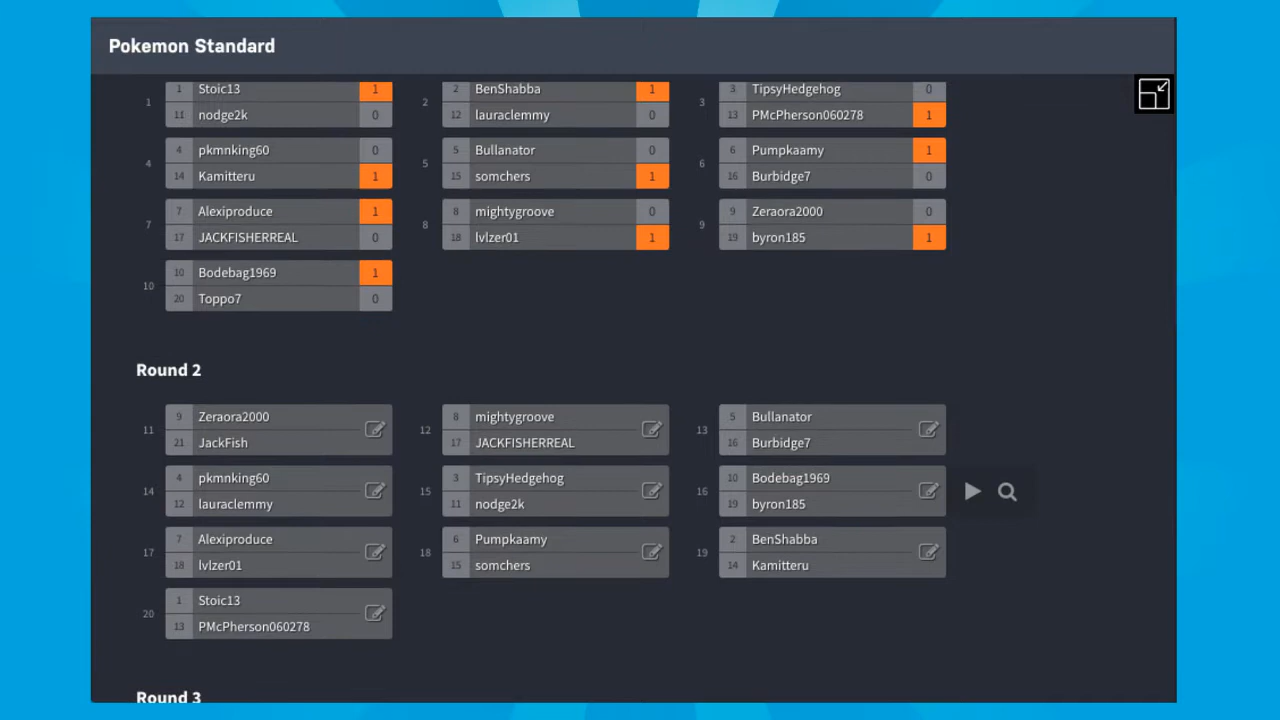 Pokemon Standard
1 1 Stoic13 1
11 nodge2k 0
2 2 BenShabba 1
12 lauraclemmy 0
3 3 TipsyHedgehog 0
13 PMcPherson060278 1
4 4 pkmnking60 0
14 Kamitteru 1
5 5 Bullanator 0
15 somchers 1
6 6 Pumpkaamy 1
16 Burbidge7 0
7 7 Alexiproduce 1
17 JACKFISHERREAL 0
8 8 mightygroove 0
18 lvlzer01 1
9 9 Zeraora2000 0
19 byron185 1
10 10 Bodebag1969 1
20 Toppo7 0
Round 2
11 9 Zeraora2000
21 JackFish
12 8 mightygroove
17 JACKFISHERREAL
13 5 Bullanator
16 Burbidge7
14 4 pkmnking60
12 lauraclemmy
15 3 TipsyHedgehog
11 nodge2k
16 10 Bodebag1969
19 byron185
17 7 Alexiproduce
18 lvlzer01
18 6 Pumpkaamy
15 somchers
19 2 BenShabba
14 Kamitteru
20 1 Stoic13
13 PMcPherson060278
Round 3